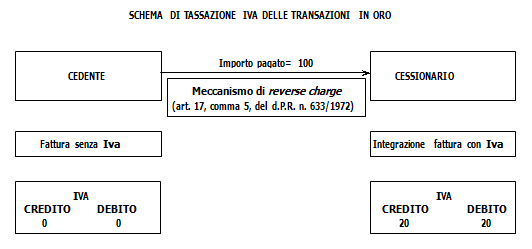 SCHEMA DI TASSAZIONE IVA DELLE TRANSAZIONI IN ORO
CEDENTE
Importo pagato= 100
CESSIONARIO
Meccanismo di reverse charge
(art. 17, comma 5, del d.P.R. n. 633/1972)
Fattura senza Iva
Integrazione fattura con Iva
IVA
CREDITO DEBITO
0 0
IVA
CREDITO DEBITO
20 20